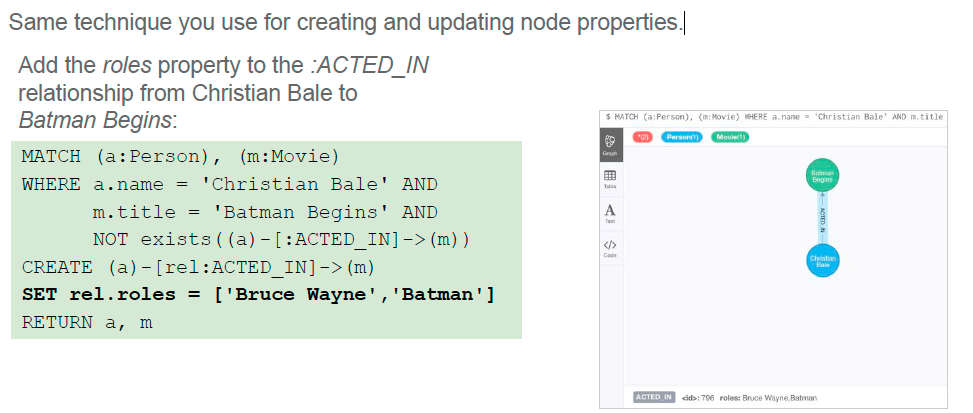 Same technique you use for creating and updating node properties.
Add the roles property to the :ACTED_IN
relationship from Christian Bale to
Batman Begins:
MATCH (a:Person), (m:Movie)
WHERE a.name = 'Christian Bale' AND
m.title = 'Batman Begins' AND
NOT exists((a)-[:ACTED_IN]->(m))
CREATE (a)-[rel:ACTED_IN]->(m)
SET rel.roles = ['Bruce Wayne','Batman']
RETURN a, m
$ MATCH (a:Person), (m:Movie) WHERE a.name = 'Christian Bale' AND m.title
*(2) Person(1) Movie(1)
Graph
Table
A
Text
</>
Code
Batman
Begins
ACTED_IN
Christian
Bale
ACTED_IN <id>: 796 roles: Bruce Wayne,Batman